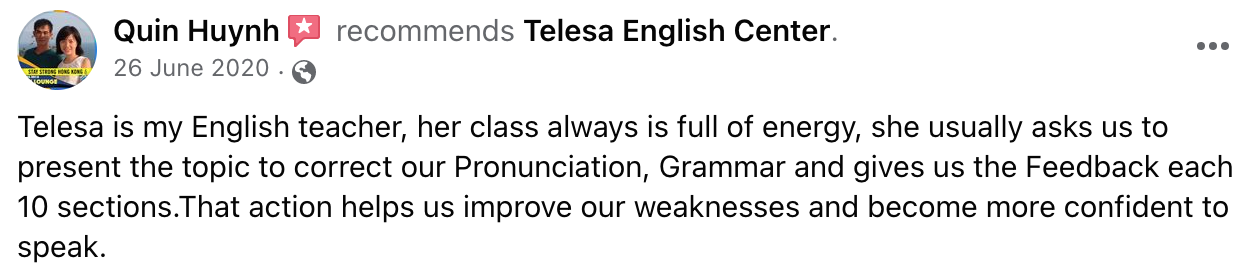 Quin Huynh recommends Telesa English Center.
26 June 2020 ·
STAY STRONG HONG KONG
LOUNGE
Telesa is my English teacher, her class always is full of energy, she usually asks us to
present the topic to correct our Pronunciation, Grammar and gives us the Feedback each
10 sections.That action helps us improve our weaknesses and become more confident to
speak.